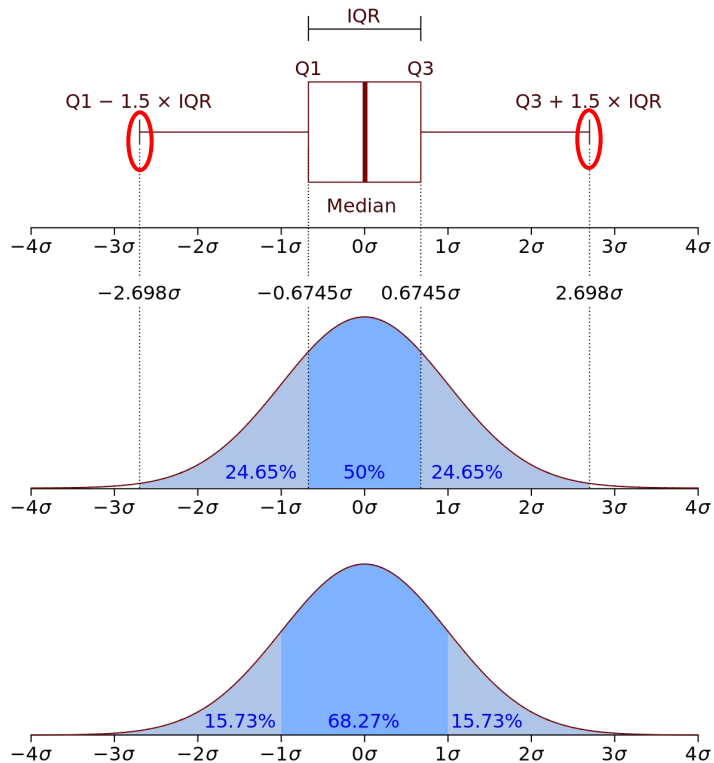 IQR
Q1 Q3
Q1 − 1.5 × IQR Q3 + 1.5 × IQR
Median
−4σ −3σ −2σ −1σ 0σ 1σ 2σ 3σ 4σ
−2.698σ −0.6745σ 0.6745σ 2.698σ
24.65% 50% 24.65%
−4σ −3σ −2σ −1σ 0σ 1σ 2σ 3σ 4σ
15.73% 68.27% 15.73%
−4σ −3σ −2σ −1σ 0σ 1σ 2σ 3σ 4σ